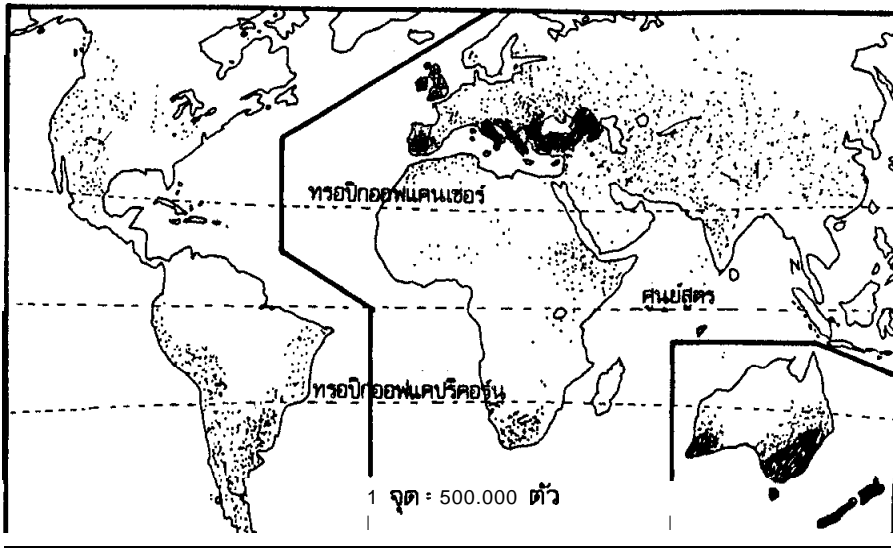 ทรอปิกออฟแคนเซอร์
N
ศูนย์สูตร
ทรอปิกออฟแคปริคอร์น
1 จุด = 500.000 ตัว